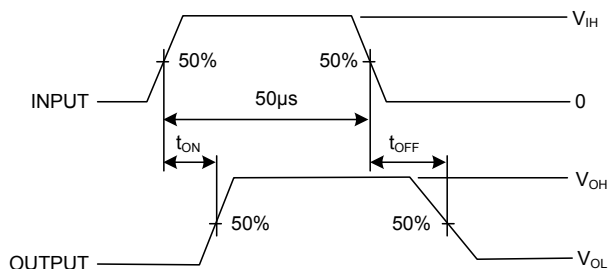 V_IH
50% 50%
INPUT 50µs 0
t_ON t_OFF
V_OH
50% 50%
OUTPUT V_OL